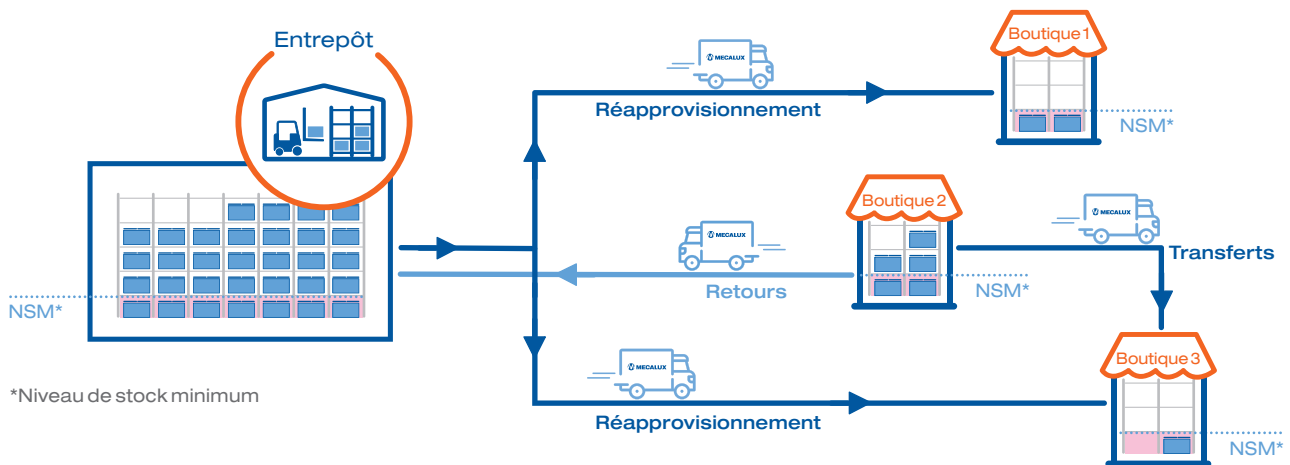 Entrepôt
MECALUX
Boutique 1
Réapprovisionnement
NSM*
Boutique 2
MECALUX
MECALUX
Transferts
Retours
NSM*
NSM*
MECALUX
Boutique 3
*Niveau de stock minimum
Réapprovisionnement
NSM*